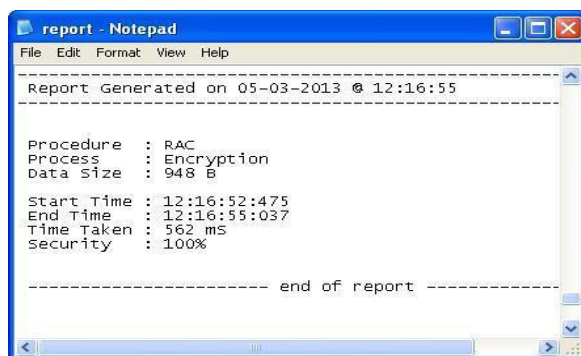 report - Notepad
File Edit Format View Help
------------------------------------------------------------
Report Generated on 05-03-2013 @ 12:16:55
------------------------------------------------------------
Procedure : RAC
Process : Encryption
Data Size : 948 B
Start Time : 12:16:52:475
End Time : 12:16:55:037
Time Taken : 562 mS
Security : 100%
---------------------- end of report ------------